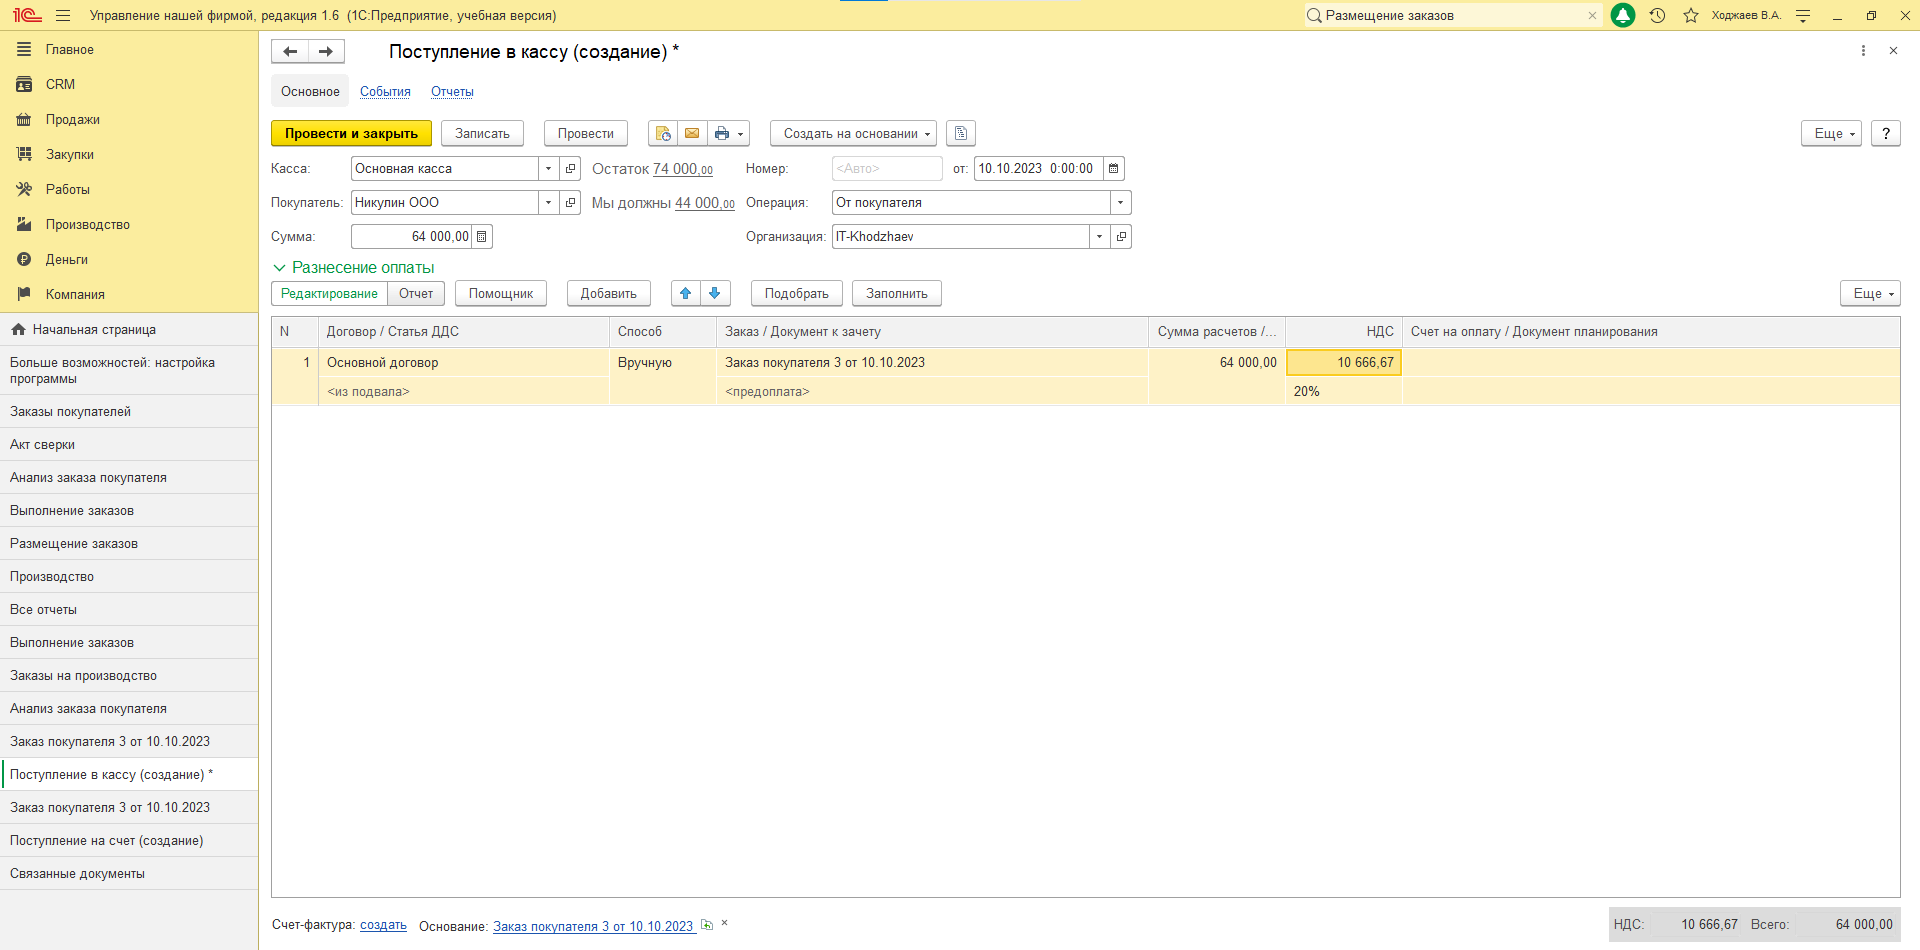 Управление нашей фирмой, редакция 1.6 (1С:Предприятие, учебная версия)
Размещение заказов
Ходжаев В.А.
Главное
CRM
Продажи
Закупки
Работы
Производство
Деньги
Компания
Начальная страница
Больше возможностей: настройка
программы
Заказы покупателей
Акт сверки
Анализ заказа покупателя
Выполнение заказов
Размещение заказов
Производство
Все отчеты
Выполнение заказов
Заказы на производство
Анализ заказа покупателя
Заказ покупателя 3 от 10.10.2023
Поступление в кассу (создание) *
Заказ покупателя 3 от 10.10.2023
Поступление на счет (создание)
Связанные документы
Поступление в кассу (создание) *
Основное События Отчеты
Провести и закрыть Записать Провести Создать на основании Еще ?
Касса: Основная касса Остаток 74 000,00 Номер: <Авто> от: 10.10.2023 0:00:00
Покупатель: Никулин ООО Мы должны 44 000,00 Операция: От покупателя
Сумма: 64 000,00 Организация: IT-Khodzhaev
Разнесение оплаты
Редактирование Отчет Помощник Добавить Подобрать Заполнить Еще
N Договор / Статья ДДС Способ Заказ / Документ к зачету Сумма расчетов /... НДС Счет на оплату / Документ планирования
1 Основной договор Вручную Заказ покупателя 3 от 10.10.2023 64 000,00 10 666,67
<из подвала> <предоплата> 20%
Счет-фактура: создать Основание: Заказ покупателя 3 от 10.10.2023 НДС: 10 666,67 Всего: 64 000,00